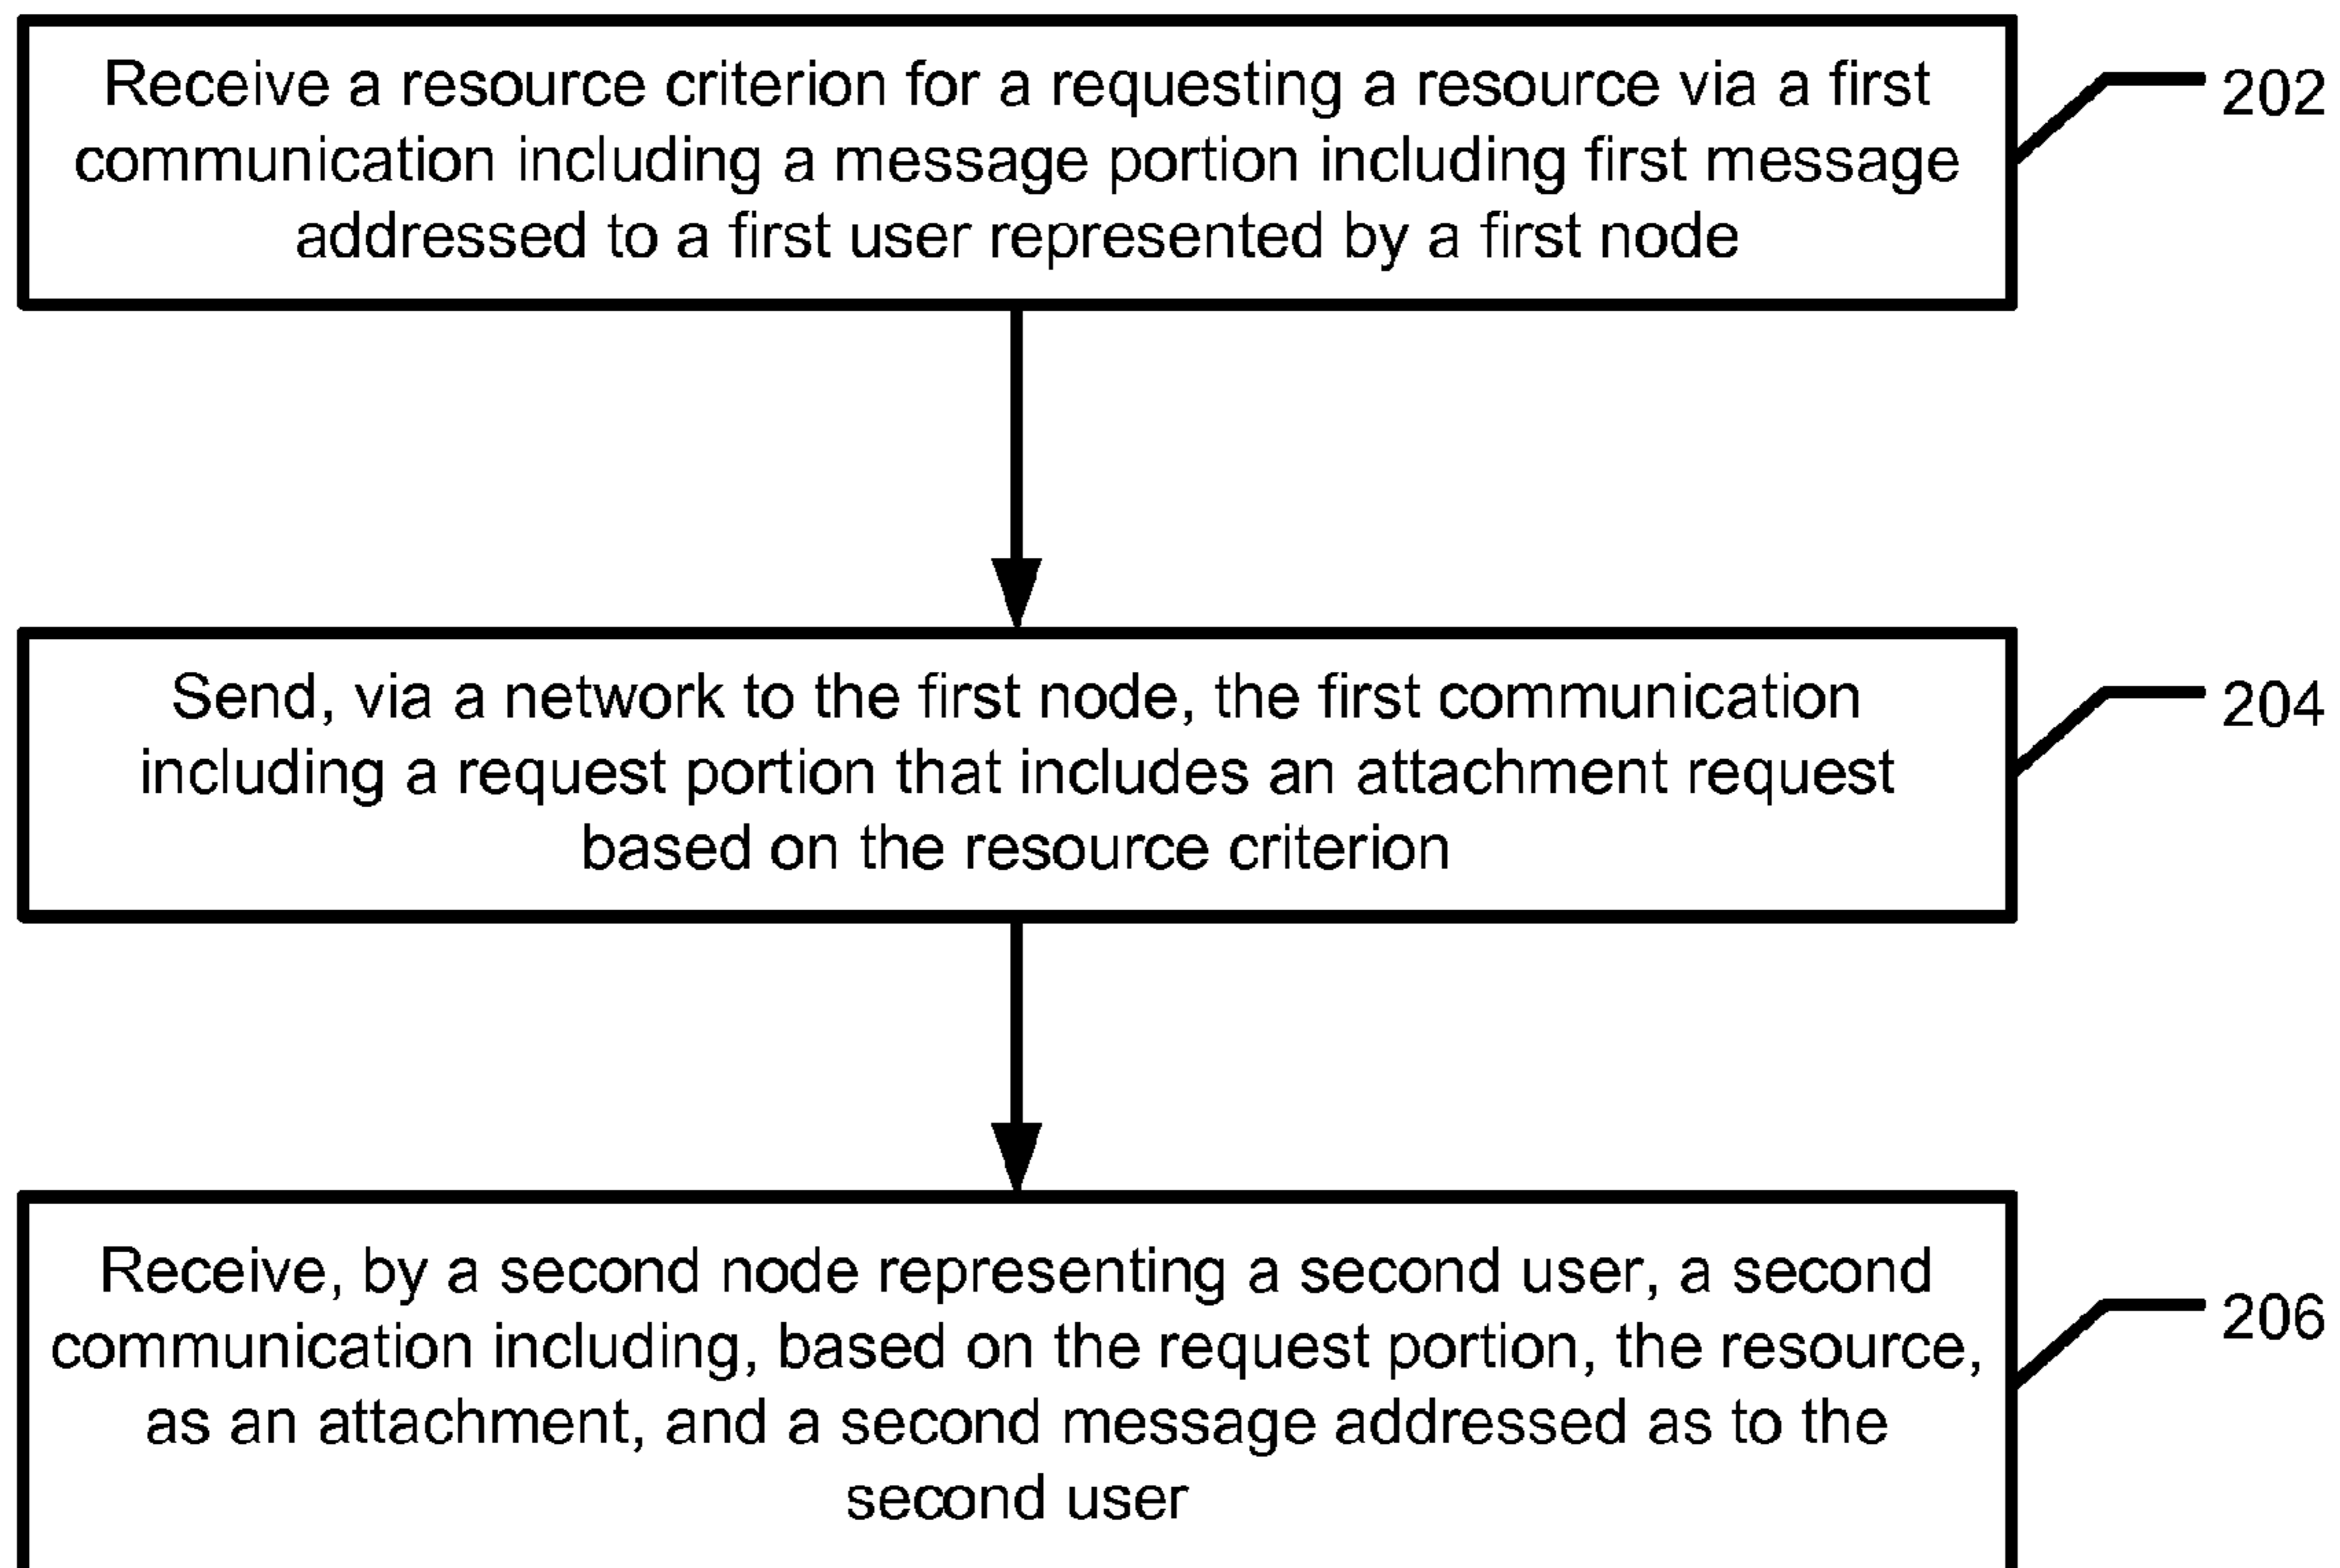 Receive a resource criterion for a requesting a resource via a first
communication including a message portion including first message
addressed to a first user represented by a first node
202
Send, via a network to the first node, the first communication
including a request portion that includes an attachment request
based on the resource criterion
204
Receive, by a second node representing a second user, a second
communication including, based on the request portion, the resource,
as an attachment, and a second message addressed as to the
second user
206